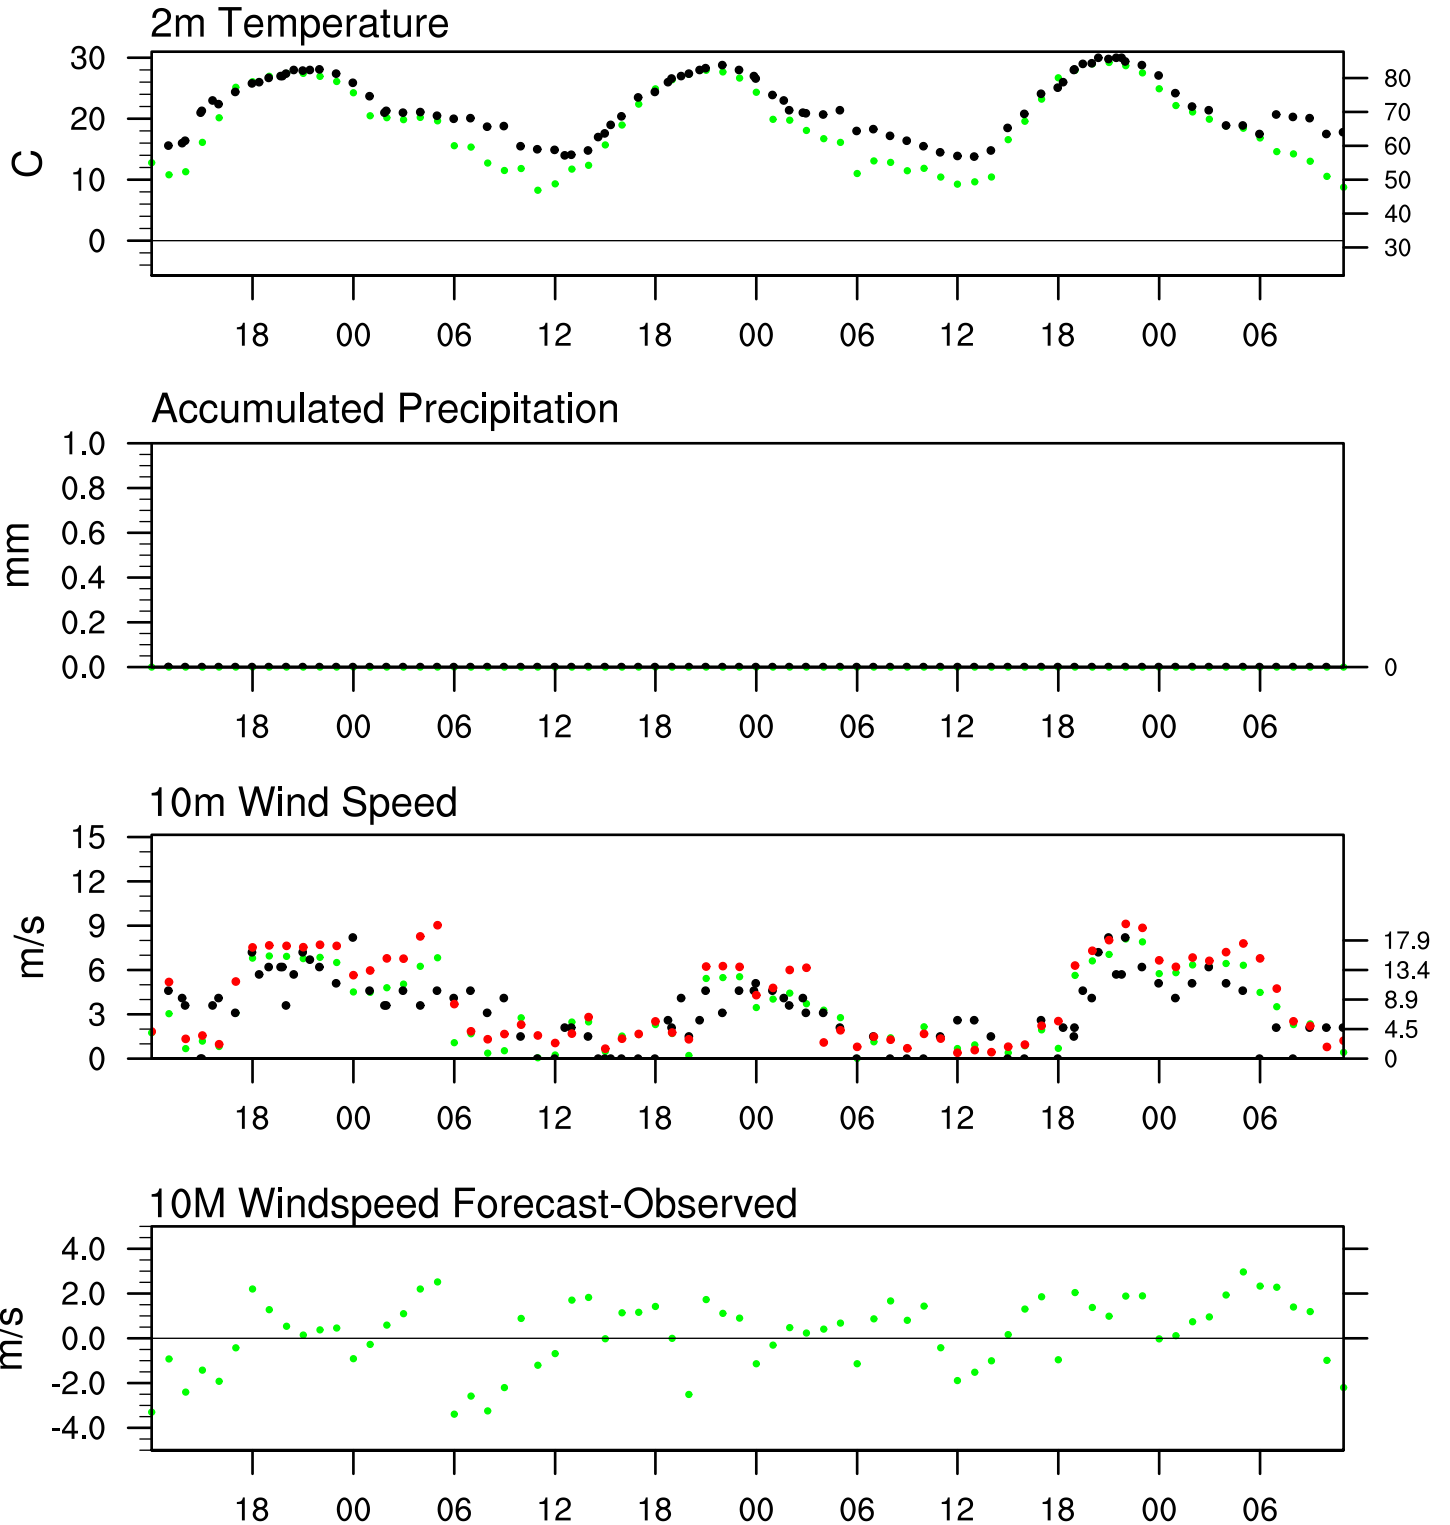 2m Temperature
30
20
10
0
C
80
70
60
50
40
30
18 00 06 12 18 00 06 12 18 00 06
Accumulated Precipitation
1.0
0.8
0.6
0.4
0.2
0.0
mm
0
18 00 06 12 18 00 06 12 18 00 06
10m Wind Speed
15
12
9
6
3
0
m/s
17.9
13.4
8.9
4.5
0
18 00 06 12 18 00 06 12 18 00 06
10M Windspeed Forecast-Observed
4.0
2.0
0.0
-2.0
-4.0
m/s
18 00 06 12 18 00 06 12 18 00 06